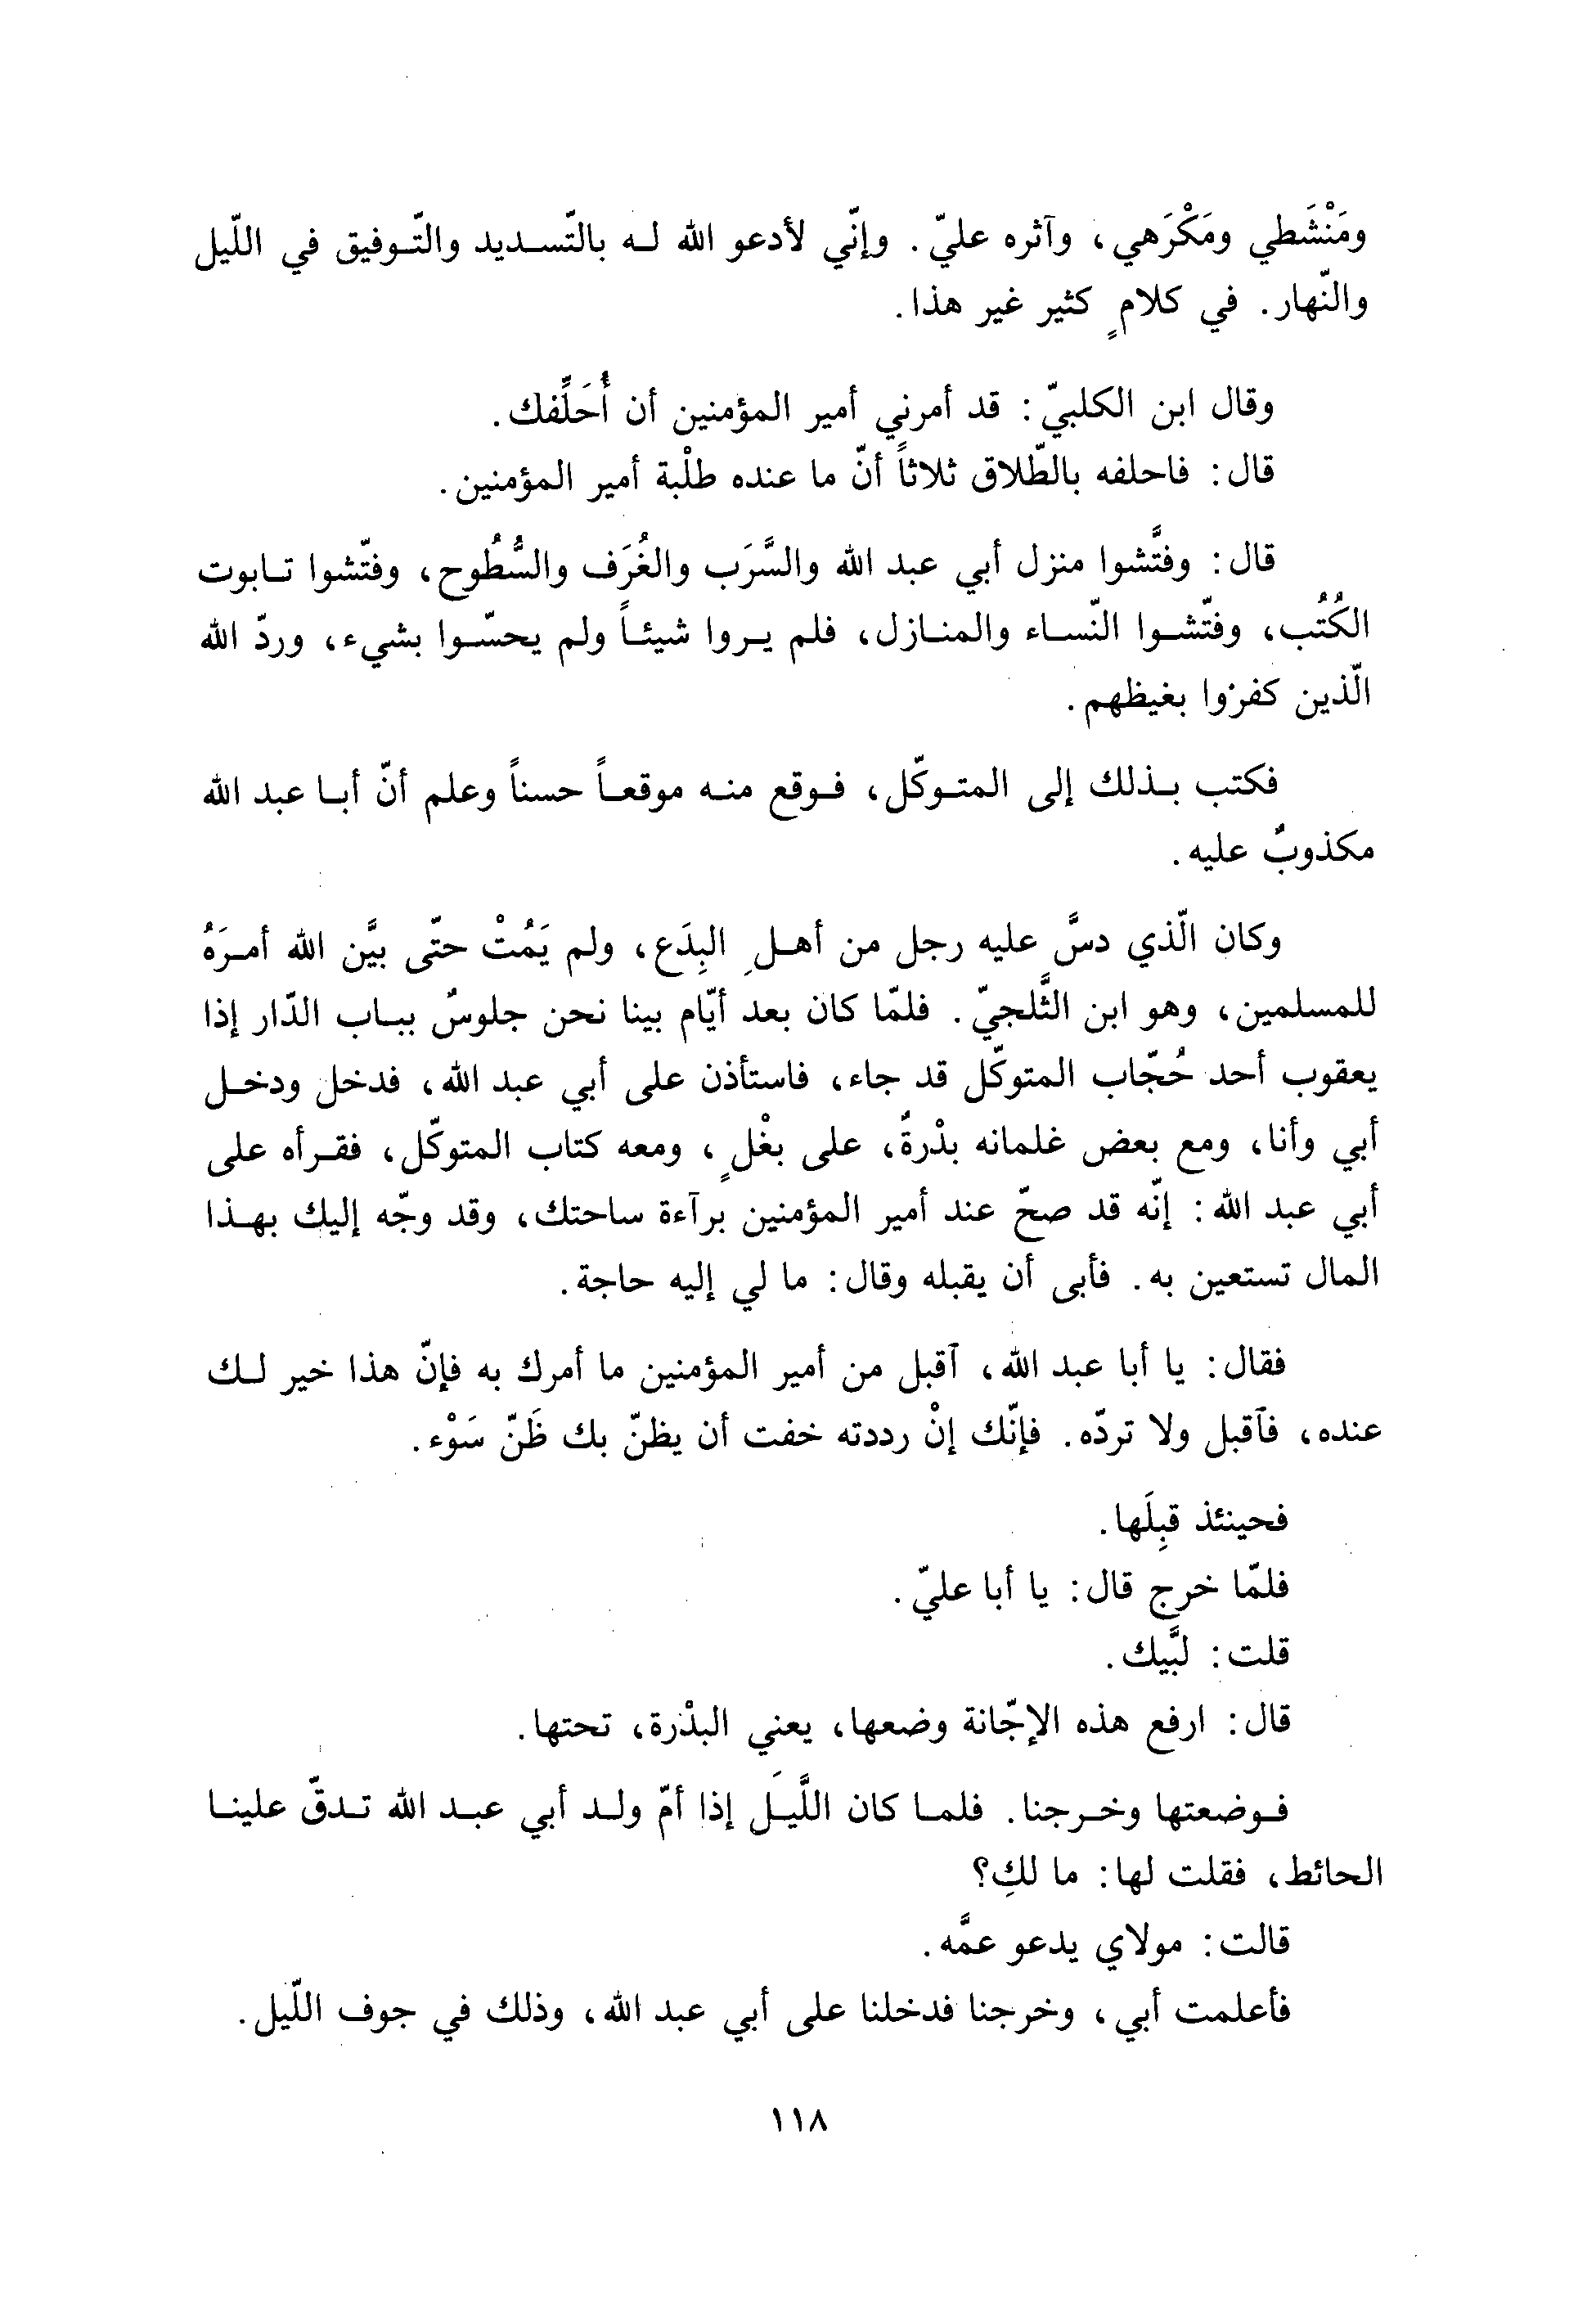 ومَنْشَطي ومَكْرَهي، وآثره عليّ. وإنّي لأدعو الله له بالتّسديد والتّوفيق في اللّيل
والنّهار. في كلامٍ كثير غير هذا.
وقال ابن الكلبيّ: قد أمرني أمير المؤمنين أن أُحَلِّفك.
قال: فاحلفه بالطّلاق ثلاثاً أنّ ما عنده طلْبة أمير المؤمنين.
قال: وفتَّشوا منزل أبي عبد الله والسَّرَب والغُرَف والسُّطُوح، وفتّشوا تابوت
الكُتُب، وفتّشوا النّساء والمنازل، فلم يروا شيئاً ولم يحسّوا بشيء، وردّ الله
الّذين كفروا بغيظهم.
فكتب بذلك إلى المتوكّل، فوقع منه موقعاً حسناً وعلم أنّ أبا عبد الله
مكذوبٌ عليه.
وكان الّذي دسَّ عليه رجل من أهلِ البِدَع، ولم يَمُتْ حتّى بيَّن الله أمرَهُ
للمسلمين، وهو ابن الثَّلجيّ. فلمّا كان بعد أيّام بينا نحن جلوسٌ بباب الدّار إذا
يعقوب أحد حُجّاب المتوكّل قد جاء، فاستأذن على أبي عبد الله، فدخل ودخل
أبي وأنا، ومع بعض غلمانه بدْرةٌ، على بغْلٍ، ومعه كتاب المتوكّل، فقرأه على
أبي عبد الله: إنّه قد صحّ عند أمير المؤمنين برآءة ساحتك، وقد وجّه إليك بهذا
المال تستعين به. فأبى أن يقبله وقال: ما لي إليه حاجة.
فقال: يا أبا عبد الله، آقبل من أمير المؤمنين ما أمرك به فإنّ هذا خير لك
عنده، فآقبل ولا تردّه. فإنّك إنْ رددته خفت أن يظنّ بك ظَنّ سَوْء.
فحينئذ قبِلَها.
فلمّا خرج قال: يا أبا عليّ.
قلت: لبَّيك.
قال: ارفع هذه الإجّانة وضعها، يعني البدْرة، تحتها.
فوضعتها وخرجنا. فلما كان اللَّيل إذا أمّ ولد أبي عبد الله تدقّ علينا
الحائط، فقلت لها: ما لكِ؟
قالت: مولاي يدعو عمَّه.
فأعلمت أبي، وخرجنا فدخلنا على أبي عبد الله، وذلك في جوف اللّيل.
١١٨